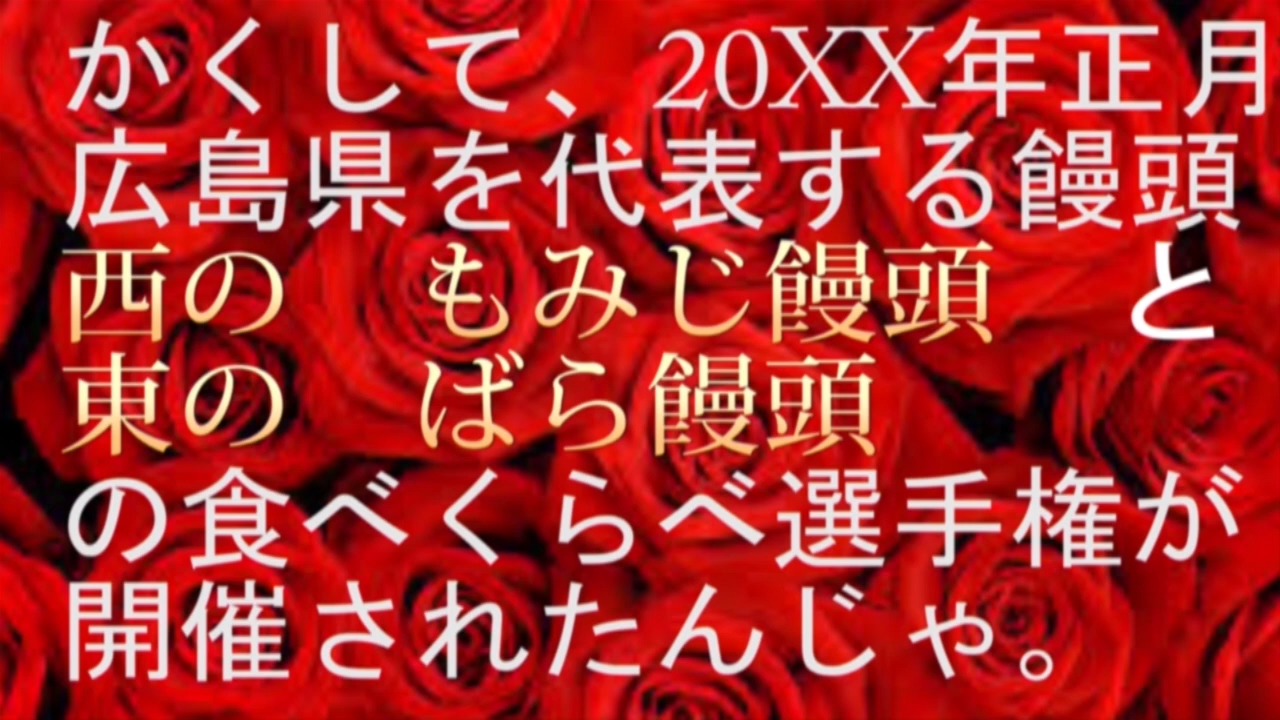 かくして、20XX年正月
広島県を代表する饅頭
西の　もみじ饅頭　と
東の　ばら饅頭
の食べくらべ選手権が
開催されたんじゃ。